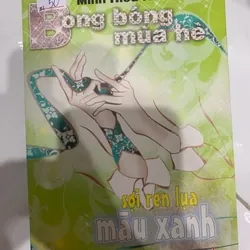 Bong bóng
mùa hè
sợi ren lụa
màu xanh